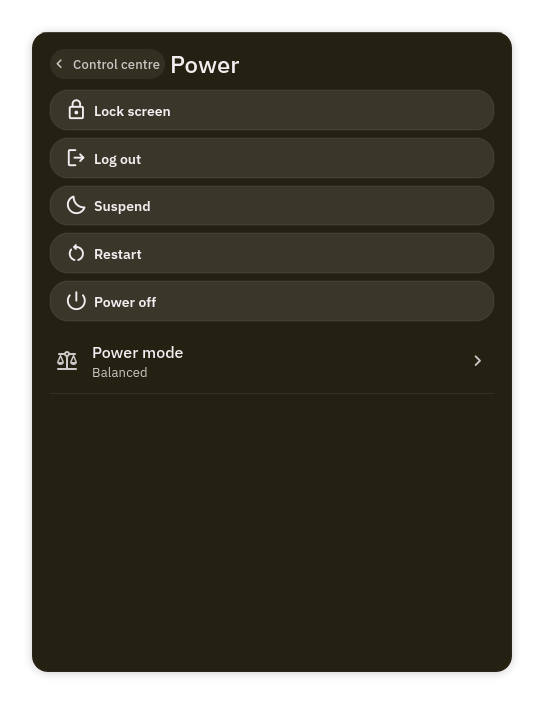 Control centre Power
Lock screen
Log out
Suspend
Restart
Power off
Power mode
Balanced